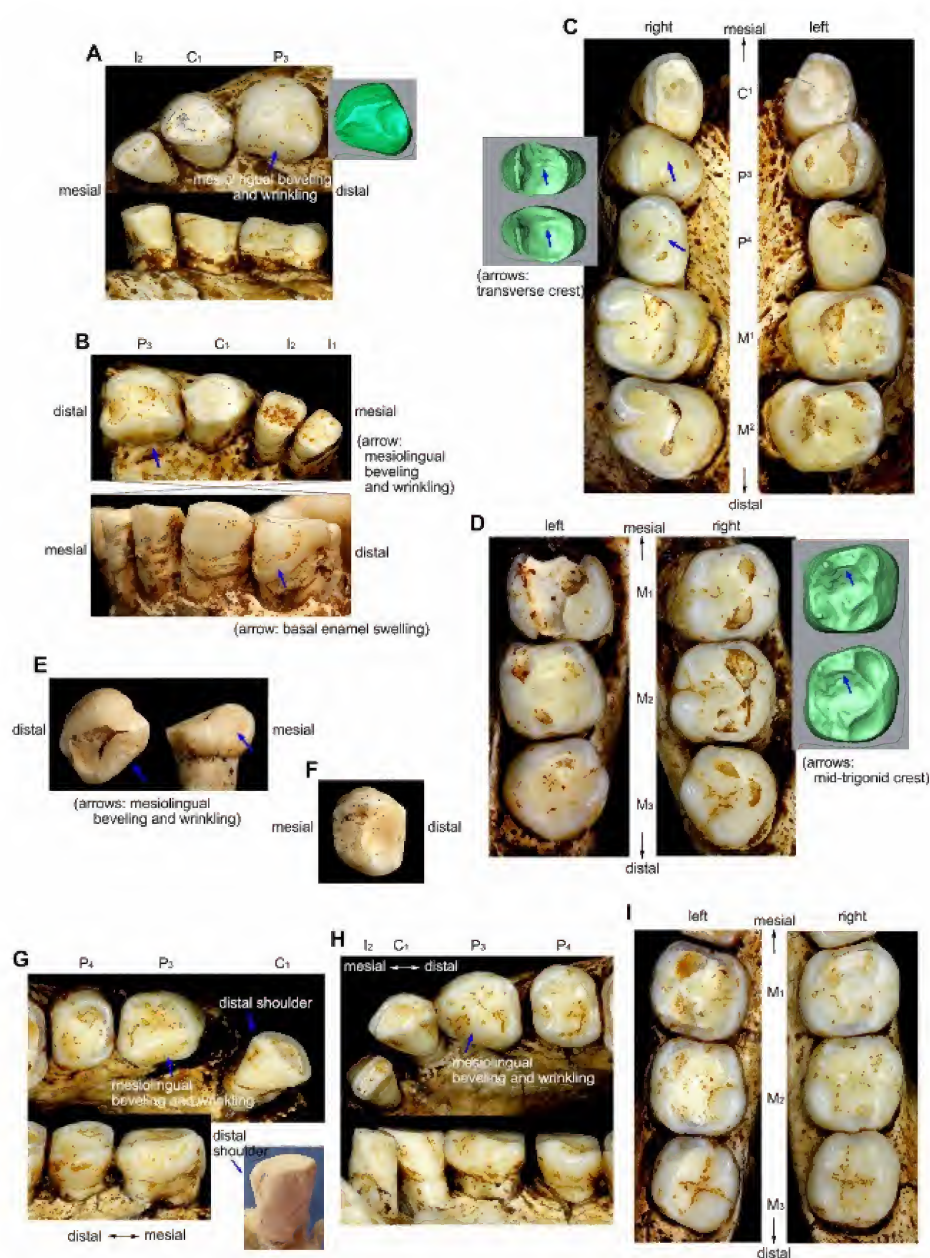 A
I2 C1 P3
mesial
mesiolingual beveling
and wrinkling
distal
B
P3 C1 I2 I1
distal
mesial
(arrow:
mesiolingual
beveling
and wrinkling)
mesial
distal
(arrow: basal enamel swelling)
C
right mesial left
C1
P3
P4
M1
M2
distal
(arrows:
transverse crest)
D
left mesial right
M1
M2
M3
distal
(arrows:
mid-trigonid crest)
E
distal
mesial
(arrows: mesiolingual
beveling and wrinkling)
F
mesial
distal
G
P4 P3 C1
distal shoulder
mesiolingual
beveling and wrinkling
distal
shoulder
distal mesial
H
I2 C1 P3 P4
mesial distal
mesiolingual
beveling and wrinkling
I
left mesial right
M1
M2
M3
distal